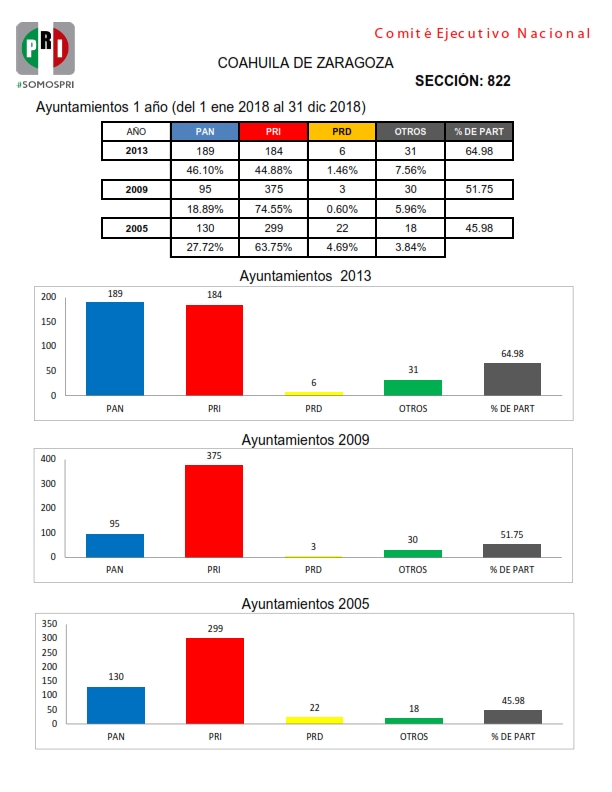 Comité Ejecutivo Nacional
PRI
#SOMOSPRI
COAHUILA DE ZARAGOZA
SECCIÓN: 822
Ayuntamientos 1 año (del 1 ene 2018 al 31 dic 2018)
AÑO PAN PRI PRD OTROS % DE PART
2013 189 184 6 31 64.98
46.10% 44.88% 1.46% 7.56%
2009 95 375 3 30 51.75
18.89% 74.55% 0.60% 5.96%
2005 130 299 22 18 45.98
27.72% 63.75% 4.69% 3.84%
Ayuntamientos 2013
200
150
100
50
0
189 184 6 31 64.98
PAN PRI PRD OTROS % DE PART
Ayuntamientos 2009
400
300
200
100
0
95 375 3 30 51.75
PAN PRI PRD OTROS % DE PART
Ayuntamientos 2005
350
300
250
200
150
100
50
0
130 299 22 18 45.98
PAN PRI PRD OTROS % DE PART